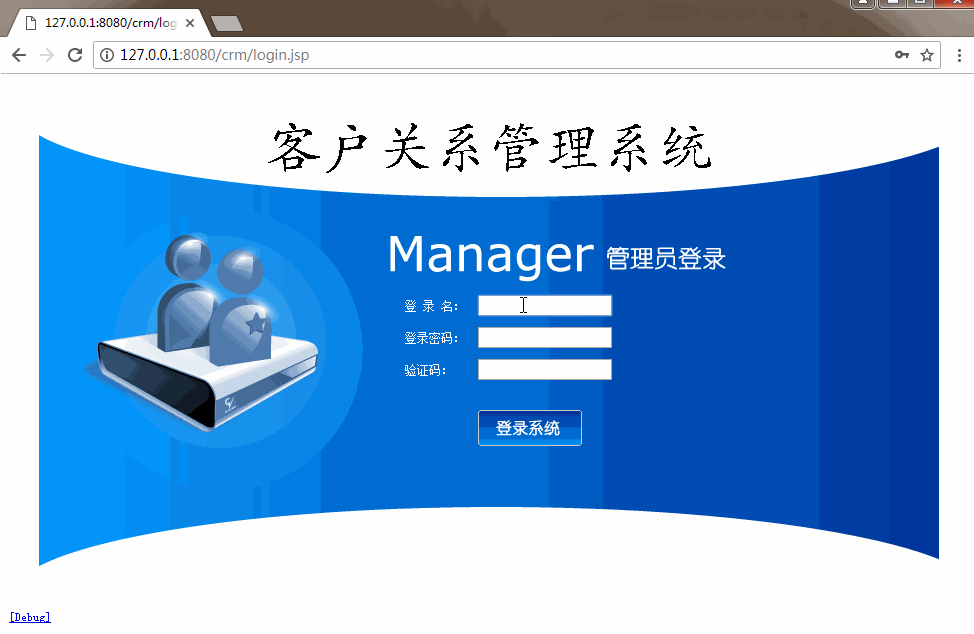 127.0.0.1:8080/crm/log
127.0.0.1:8080/crm/login.jsp
客户关系管理系统
Manager 管理员登录
登 录 名：
登录密码：
验证码：
登录系统
[Debug]